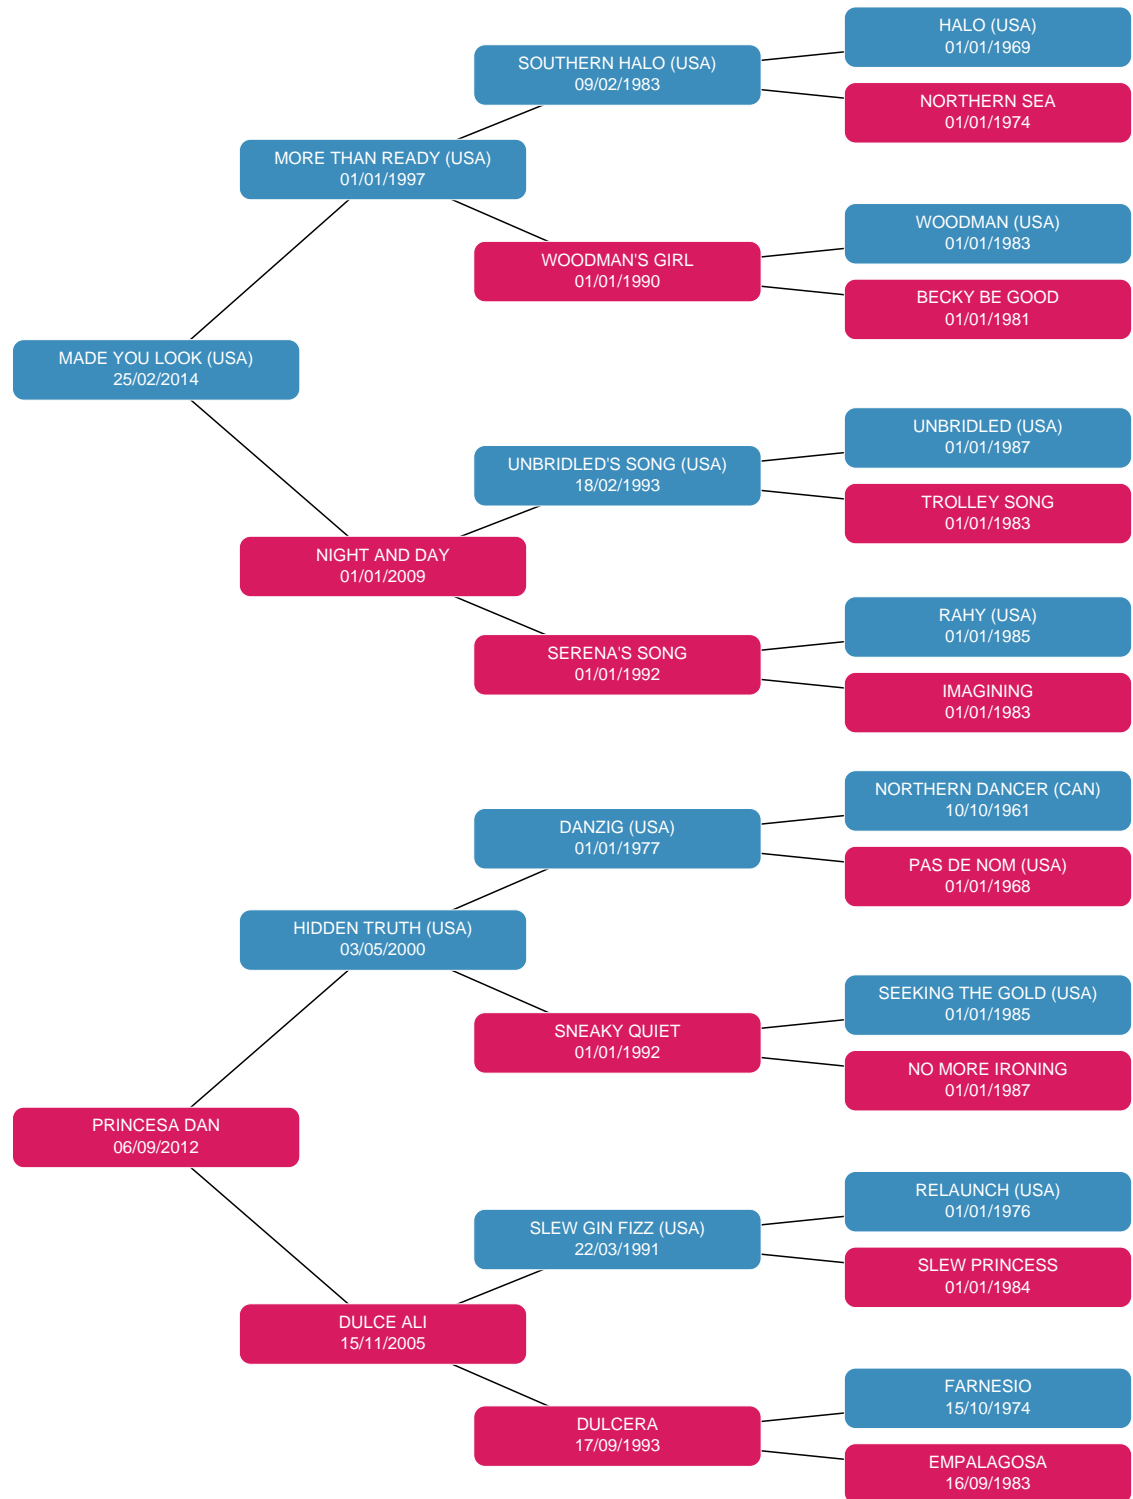 HALO (USA)
01/01/1969
SOUTHERN HALO (USA)
09/02/1983
NORTHERN SEA
01/01/1974
MORE THAN READY (USA)
01/01/1997
WOODMAN (USA)
01/01/1983
WOODMAN'S GIRL
01/01/1990
BECKY BE GOOD
01/01/1981
MADE YOU LOOK (USA)
25/02/2014
UNBRIDLED (USA)
01/01/1987
UNBRIDLED'S SONG (USA)
18/02/1993
TROLLEY SONG
01/01/1983
NIGHT AND DAY
01/01/2009
RAHY (USA)
01/01/1985
SERENA'S SONG
01/01/1992
IMAGINING
01/01/1983
NORTHERN DANCER (CAN)
10/10/1961
DANZIG (USA)
01/01/1977
PAS DE NOM (USA)
01/01/1968
HIDDEN TRUTH (USA)
03/05/2000
SEEKING THE GOLD (USA)
01/01/1985
SNEAKY QUIET
01/01/1992
NO MORE IRONING
01/01/1987
PRINCESA DAN
06/09/2012
RELAUNCH (USA)
01/01/1976
SLEW GIN FIZZ (USA)
22/03/1991
SLEW PRINCESS
01/01/1984
DULCE ALI
15/11/2005
FARNESIO
15/10/1974
DULCERA
17/09/1993
EMPALAGOSA
16/09/1983